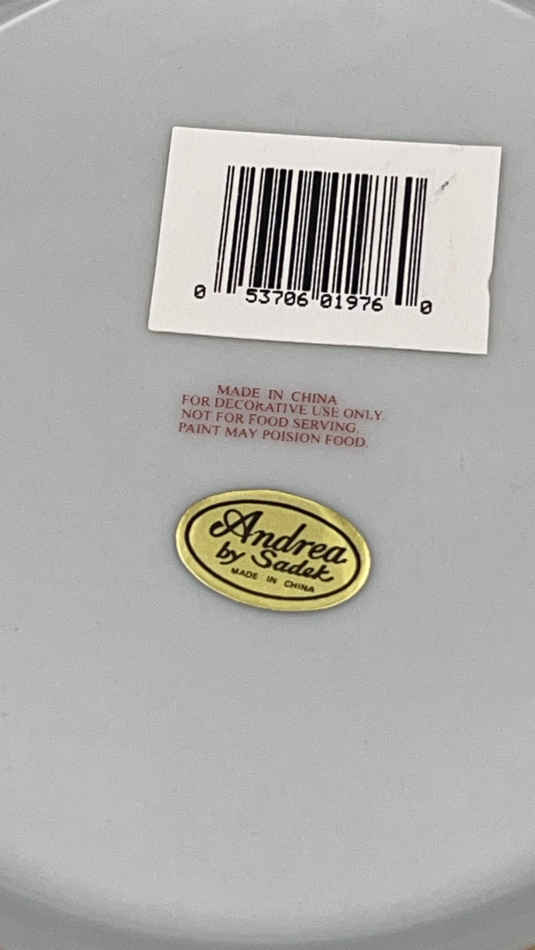 0 53706 01976 0
MADE IN CHINA
FOR DECORATIVE USE ONLY.
NOT FOR FOOD SERVING.
PAINT MAY POISION FOOD.
Andrea
by Sadek
MADE IN CHINA